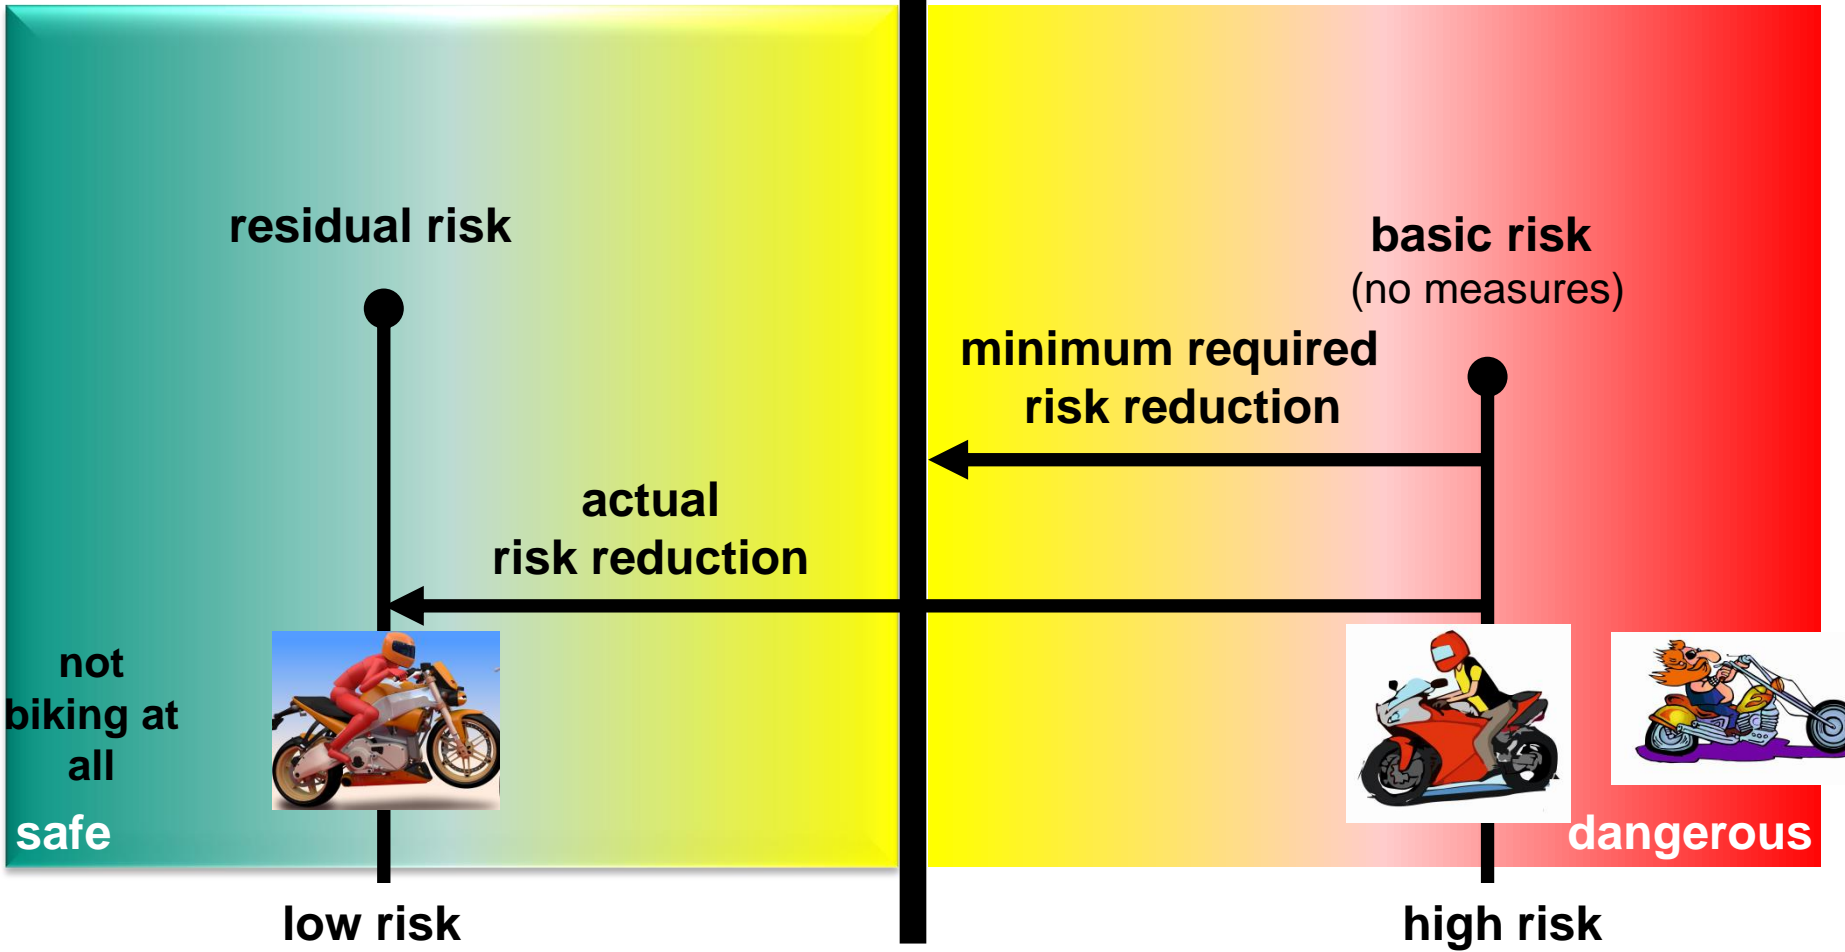 residual risk
basic risk
(no measures)
minimum required
risk reduction
actual
risk reduction
not
biking at
all
safe
dangerous
low risk
high risk